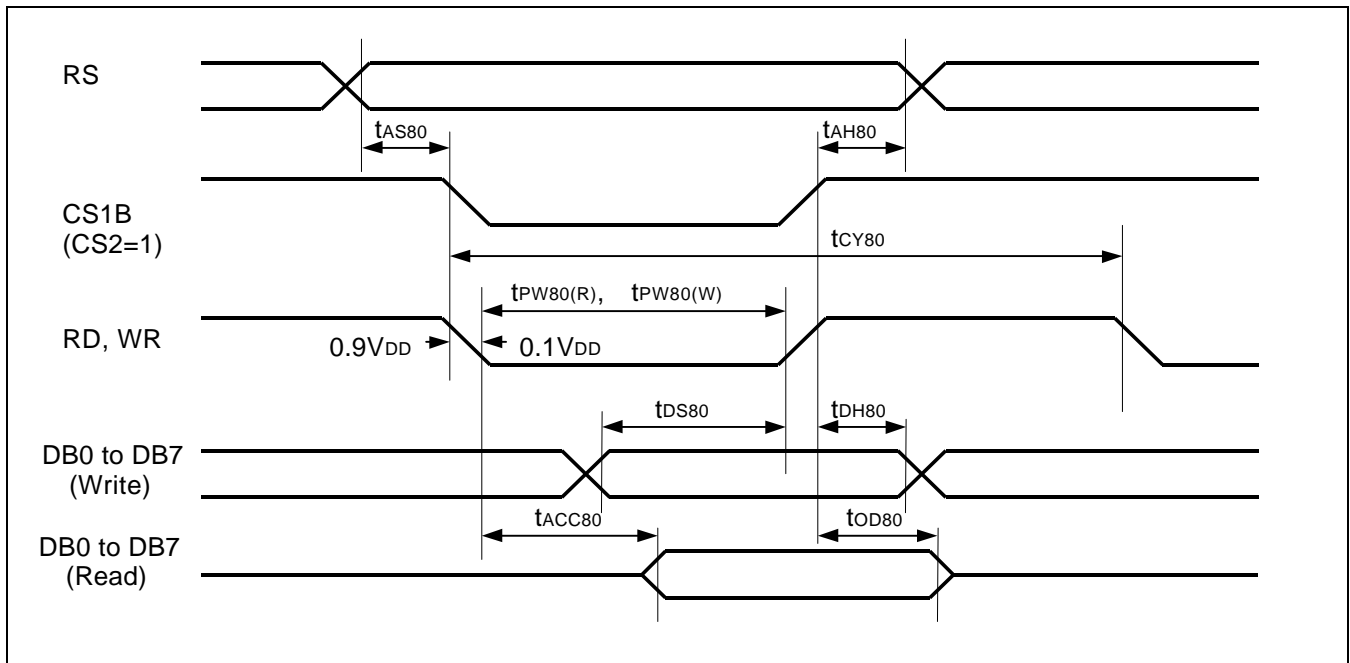 RS
tAS80
tAH80
CS1B
(CS2=1)
tCY80
tPW80(R), tPW80(W)
RD, WR
0.9VDD
0.1VDD
tDS80
tDH80
DB0 to DB7
(Write)
tACC80
tOD80
DB0 to DB7
(Read)